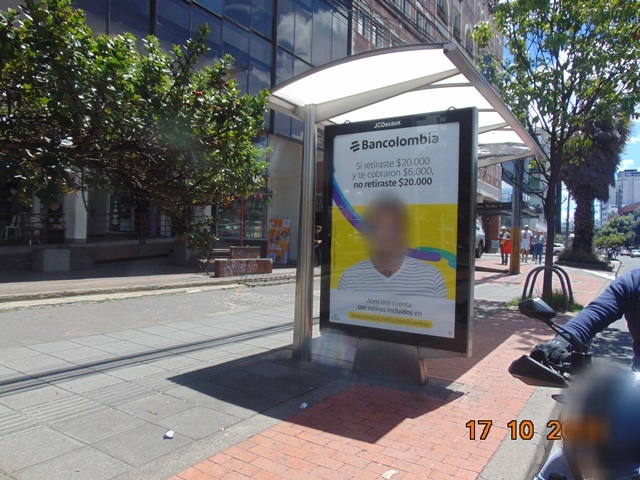 JCDecaux
Bancolombia
Si retiraste $20.000
y te cobraron $6.000,
no retiraste $20.000
Abre una cuenta
con retiros incluidos en
17 10